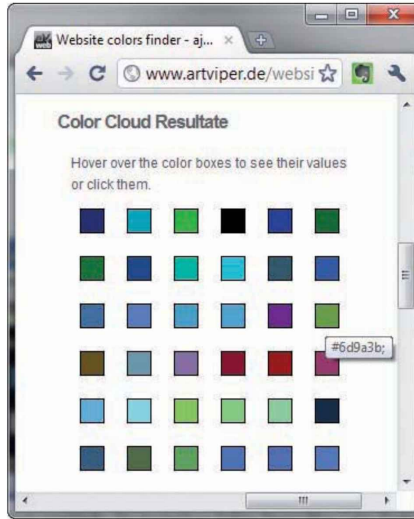 Website colors finder - aj...
www.artviper.de/websi
Color Cloud Resultate
Hover over the color boxes to see their values
or click them.
#6d9a3b;